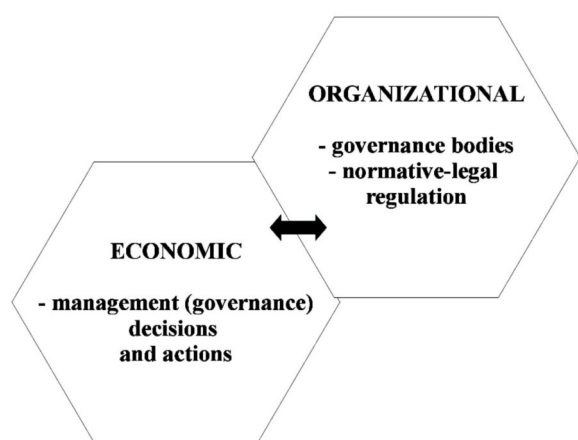 ORGANIZATIONAL
- governance bodies
- normative-legal
regulation
ECONOMIC
- management (governance)
decisions
and actions